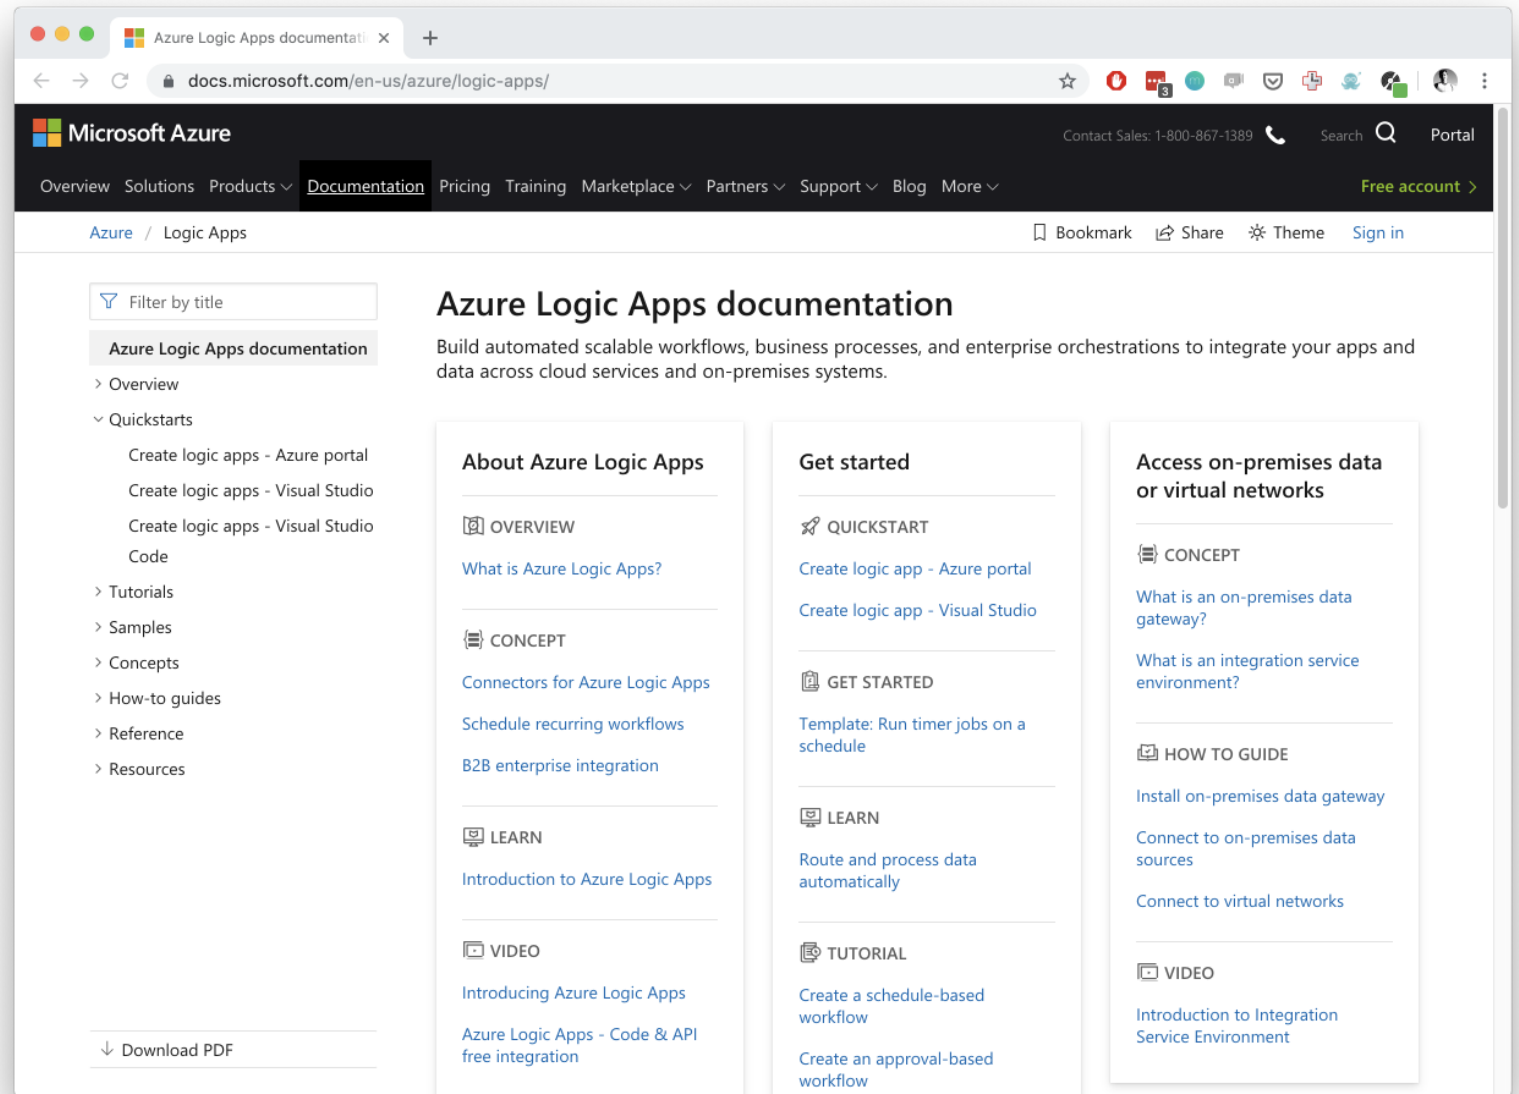 Azure Logic Apps documentati
docs.microsoft.com/en-us/azure/logic-apps/
3
Microsoft Azure
Contact Sales: 1-800-867-1389
Search
Portal
Overview Solutions Products Documentation Pricing Training Marketplace Partners Support Blog More
Free account
Azure / Logic Apps
Bookmark Share Theme Sign in
Filter by title
Azure Logic Apps documentation
Overview
Quickstarts
Create logic apps - Azure portal
Create logic apps - Visual Studio
Create logic apps - Visual Studio
Code
Tutorials
Samples
Concepts
How-to guides
Reference
Resources
Download PDF
Azure Logic Apps documentation
Build automated scalable workflows, business processes, and enterprise orchestrations to integrate your apps and
data across cloud services and on-premises systems.
About Azure Logic Apps
OVERVIEW
What is Azure Logic Apps?
CONCEPT
Connectors for Azure Logic Apps
Schedule recurring workflows
B2B enterprise integration
LEARN
Introduction to Azure Logic Apps
VIDEO
Introducing Azure Logic Apps
Azure Logic Apps - Code & API
free integration
Get started
QUICKSTART
Create logic app - Azure portal
Create logic app - Visual Studio
GET STARTED
Template: Run timer jobs on a
schedule
LEARN
Route and process data
automatically
TUTORIAL
Create a schedule-based
workflow
Create an approval-based
workflow
Access on-premises data
or virtual networks
CONCEPT
What is an on-premises data
gateway?
What is an integration service
environment?
HOW TO GUIDE
Install on-premises data gateway
Connect to on-premises data
sources
Connect to virtual networks
VIDEO
Introduction to Integration
Service Environment